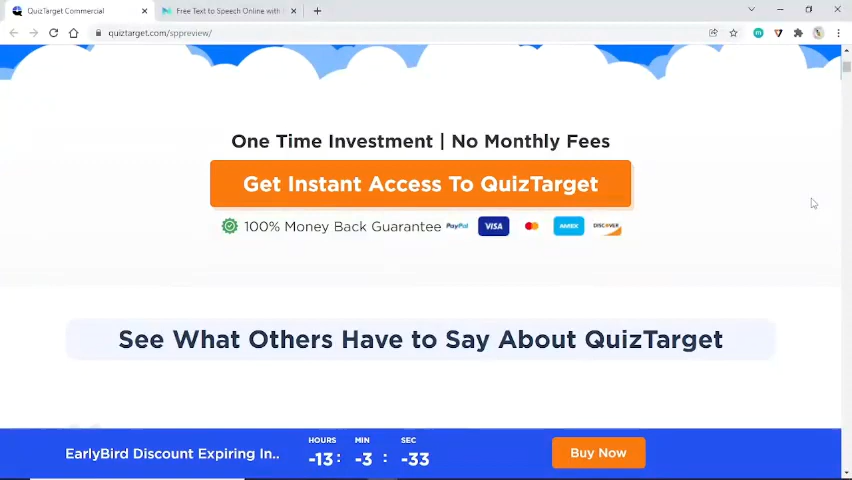 QuizTarget Commercial
Free Text to Speech Online with
quiztarget.com/sppreview/
One Time Investment | No Monthly Fees
Get Instant Access To QuizTarget
100% Money Back Guarantee PayPal VISA AMEX DISCOVER
See What Others Have to Say About QuizTarget
EarlyBird Discount Expiring In..
HOURS MIN SEC
-13 : -3 : -33
Buy Now